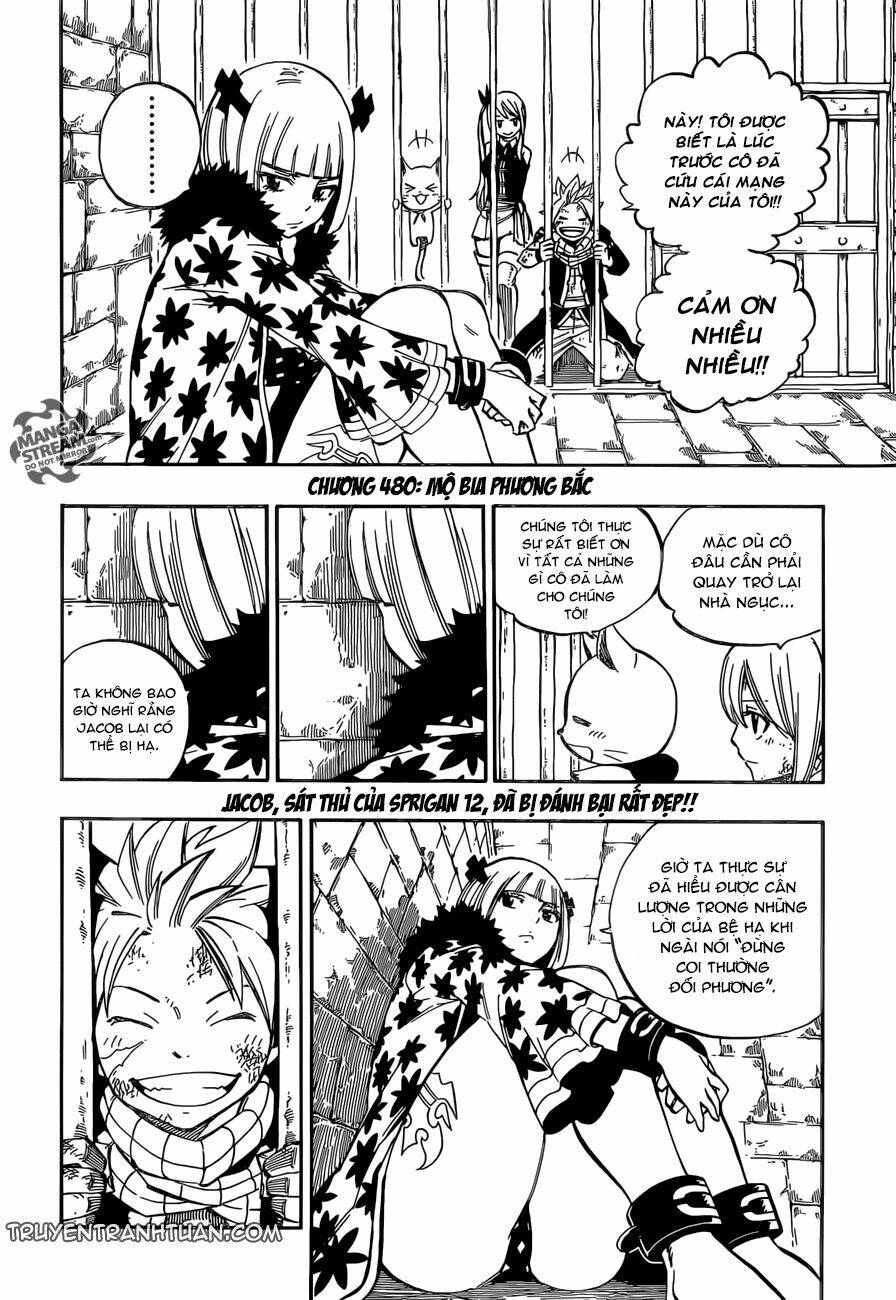 NÀY! TÔI ĐƯỢC
BIẾT LÀ LÚC
TRƯỚC CÔ ĐÃ
CỨU CÁI MẠNG
NÀY CỦA TÔI!!
CẢM ƠN
NHIỀU
NHIỀU!!
MANGA
STREAM.com
DO NOT MIRROR
CHƯƠNG 480: MỘ BIA PHƯƠNG BẮC
MẶC DÙ CÔ
ĐÂU CẦN PHẢI
QUAY TRỞ LẠI
NHÀ NGỤC...
CHÚNG TÔI THỰC
SỰ RẤT BIẾT ƠN
VÌ TẤT CẢ NHỮNG
GÌ CÔ ĐÃ LÀM
CHO CHÚNG
TÔI!
TA KHÔNG BAO
GIỜ NGHĨ RẰNG
JACOB LẠI CÓ
THỂ BỊ HẠ.
JACOB, SÁT THỦ CỦA SPRIGAN 12, ĐÃ BỊ ĐÁNH BẠI RẤT ĐẸP!!
GIỜ TA THỰC SỰ
ĐÃ HIỂU ĐƯỢC CÂN
LƯỢNG TRONG NHỮNG
LỜI CỦA BỆ HẠ KHI
NGÀI NÓI "ĐỪNG
COI THƯỜNG
ĐỐI PHƯƠNG".
TRUYENTRANHTUAN.COM